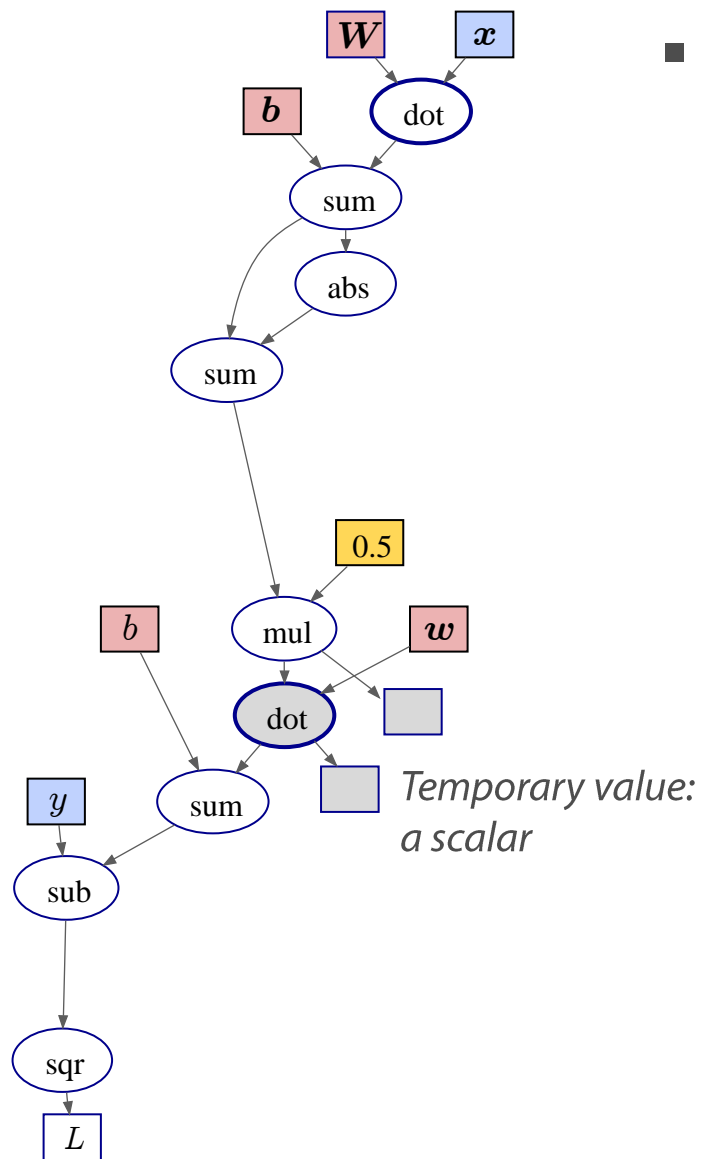 W x
b dot
sum
abs
sum
0.5
b mul w
dot
y sum Temporary value:
a scalar
sub
sqr
L